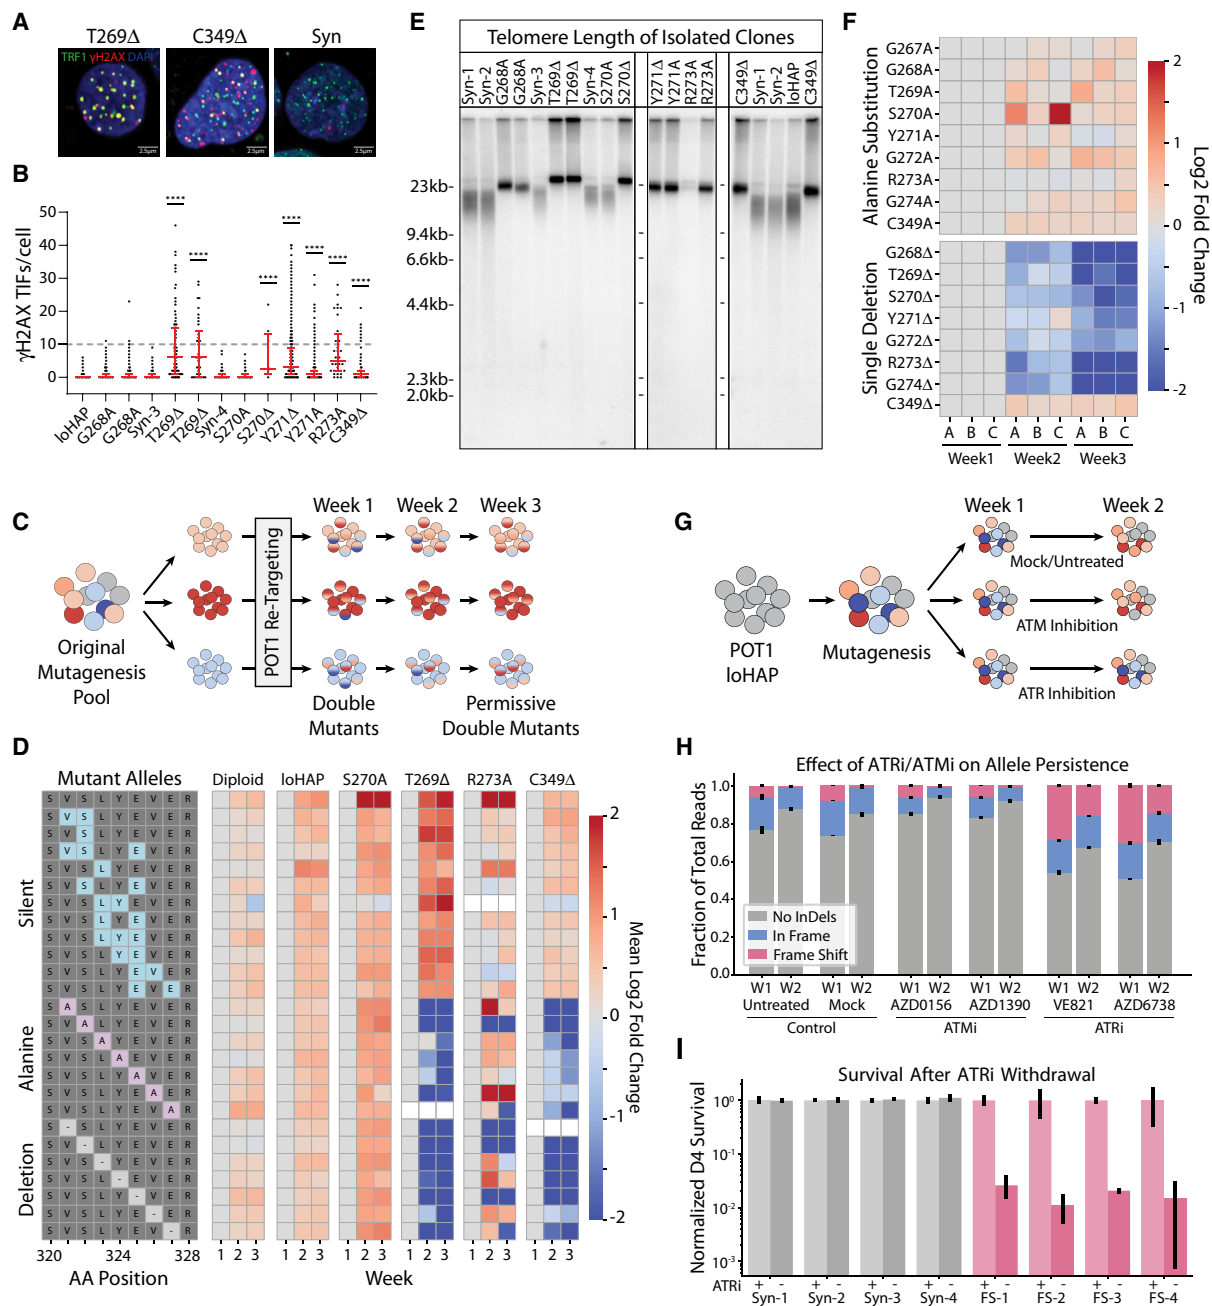 A
T269Δ
C349Δ
Syn
TRF1 γH2AX DAPI
2.5μm
2.5μm
2.5μm
B
γH2AX TIFs/cell
50
40
30
20
10
0
****
****
****
****
****
****
****
loHAP
G268A
G268A
Syn-3
T269Δ
T269Δ
Syn-4
S270A
S270Δ
Y271Δ
Y271A
R273A
C349Δ
E
Telomere Length of Isolated Clones
Syn-1
Syn-2
G268A
G268A
Syn-3
T269Δ
T269Δ
Syn-4
S270A
S270Δ
Y271Δ
Y271A
R273A
R273A
C349Δ
Syn-1
Syn-2
loHAP
C349Δ
23kb-
9.4kb-
6.6kb-
4.4kb-
2.3kb-
2.0kb-
F
Alanine Substitution
G267A
G268A
T269A
S270A
Y271A
G272A
R273A
G274A
C349A
Single Deletion
G268Δ
T269Δ
S270Δ
Y271Δ
G272Δ
R273Δ
G274Δ
C349Δ
A B C A B C A B C
Week1 Week2 Week3
2
1
0
-1
-2
Log2 Fold Change
C
Original
Mutagenesis
Pool
POT1 Re-Targeting
Week 1
Week 2
Week 3
Double
Mutants
Permissive
Double Mutants
G
POT1
loHAP
Mutagenesis
Week 1
Week 2
Mock/Untreated
ATM Inhibition
ATR Inhibition
D
Mutant Alleles
Diploid
loHAP
S270A
T269Δ
R273A
C349Δ
Silent
S V S L Y E V E R
S V S L Y E V E R
S V S L Y E V E R
S V S L Y E V E R
S V S L Y E V E R
S V S L Y E V E R
S V S L Y E V E R
S V S L Y E V E R
S V S L Y E V E R
S V S L Y E V E R
S V S L Y E V E R
S V S L Y E V E R
Alanine
S A S L Y E V E R
S V A L Y E V E R
S V S A Y E V E R
S V S L A E V E R
S V S L Y A V E R
S V S L Y E A E R
S V S L Y E V A R
Deletion
S - S L Y E V E R
S V - L Y E V E R
S V S - Y E V E R
S V S L - E V E R
S V S L Y - V E R
S V S L Y E - E R
S V S L Y E V - R
320 324 328
AA Position
1 2 3 1 2 3 1 2 3 1 2 3 1 2 3 1 2 3
Week
2
1
0
-1
-2
Mean Log2 Fold Change
H
Effect of ATRi/ATMi on Allele Persistence
Fraction of Total Reads
1.0
0.8
0.6
0.4
0.2
0.0
No InDels
In Frame
Frame Shift
W1 W2 W1 W2 W1 W2 W1 W2 W1 W2 W1 W2
Untreated Mock AZD0156 AZD1390 VE821 AZD6738
Control ATMi ATRi
I
Survival After ATRi Withdrawal
Normalized D4 Survival
10⁰
10⁻¹
10⁻²
10⁻³
ATRi + - + - + - + - + - + - + - + -
Syn-1 Syn-2 Syn-3 Syn-4 FS-1 FS-2 FS-3 FS-4